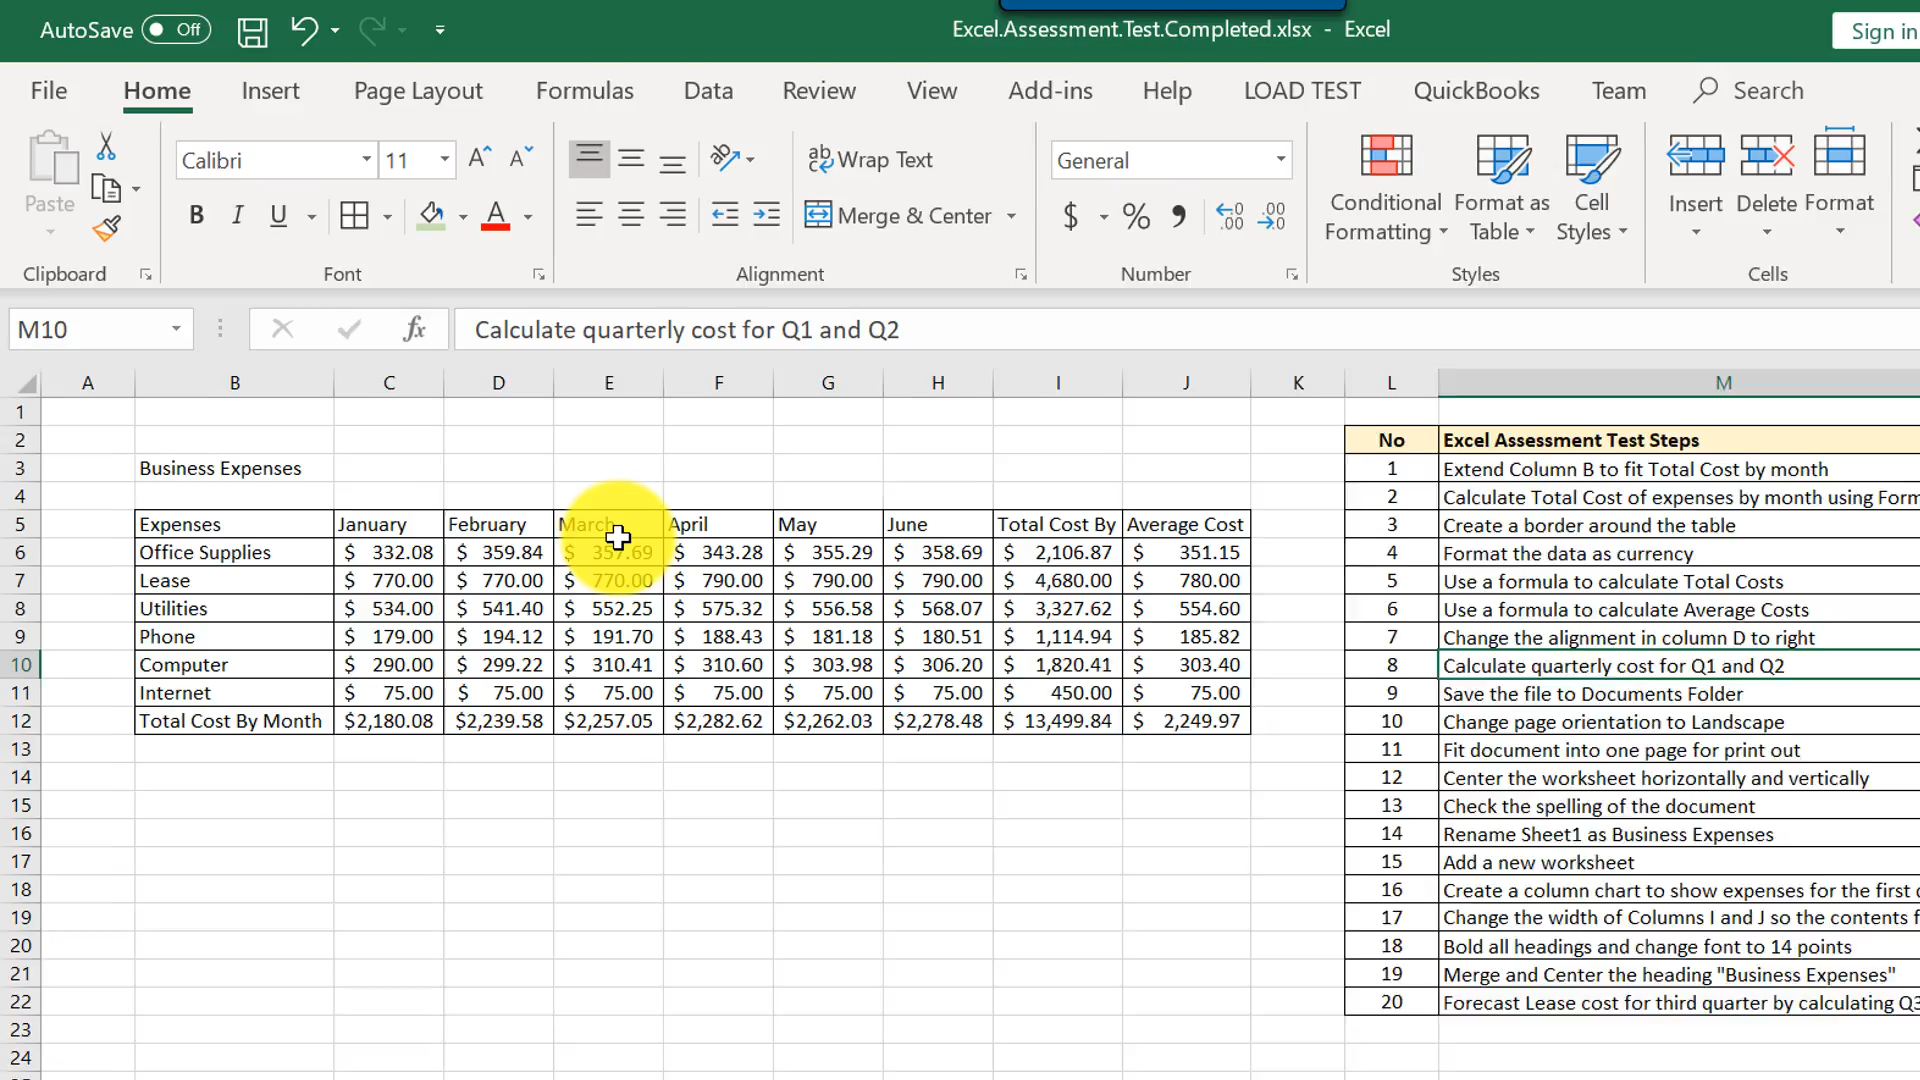 AutoSave Off Excel.Assessment.Test.Completed.xlsx - Excel Sign in
File Home Insert Page Layout Formulas Data Review View Add-ins Help LOAD TEST QuickBooks Team Search
Paste Calibri 11 A A ab Wrap Text General Conditional Formatting Format as Table Cell Styles Insert Delete Format
B I U A Merge & Center $ % , .00 .0
Clipboard Font Alignment Number Styles Cells
M10 fx Calculate quarterly cost for Q1 and Q2
A B C D E F G H I J K L M
1
2 No Excel Assessment Test Steps
3 Business Expenses 1 Extend Column B to fit Total Cost by month
4 2 Calculate Total Cost of expenses by month using Form
5 Expenses January February March April May June Total Cost By Average Cost 3 Create a border around the table
6 Office Supplies $ 332.08 $ 359.84 $ 357.69 $ 343.28 $ 355.29 $ 358.69 $ 2,106.87 $ 351.15 4 Format the data as currency
7 Lease $ 770.00 $ 770.00 $ 770.00 $ 790.00 $ 790.00 $ 790.00 $ 4,680.00 $ 780.00 5 Use a formula to calculate Total Costs
8 Utilities $ 534.00 $ 541.40 $ 552.25 $ 575.32 $ 556.58 $ 568.07 $ 3,327.62 $ 554.60 6 Use a formula to calculate Average Costs
9 Phone $ 179.00 $ 194.12 $ 191.70 $ 188.43 $ 181.18 $ 180.51 $ 1,114.94 $ 185.82 7 Change the alignment in column D to right
10 Computer $ 290.00 $ 299.22 $ 310.41 $ 310.60 $ 303.98 $ 306.20 $ 1,820.41 $ 303.40 8 Calculate quarterly cost for Q1 and Q2
11 Internet $ 75.00 $ 75.00 $ 75.00 $ 75.00 $ 75.00 $ 75.00 $ 450.00 $ 75.00 9 Save the file to Documents Folder
12 Total Cost By Month $2,180.08 $2,239.58 $2,257.05 $2,282.62 $2,262.03 $2,278.48 $ 13,499.84 $ 2,249.97 10 Change page orientation to Landscape
13 11 Fit document into one page for print out
14 12 Center the worksheet horizontally and vertically
15 13 Check the spelling of the document
16 14 Rename Sheet1 as Business Expenses
17 15 Add a new worksheet
18 16 Create a column chart to show expenses for the first
19 17 Change the width of Columns I and J so the contents f
20 18 Bold all headings and change font to 14 points
21 19 Merge and Center the heading "Business Expenses"
22 20 Forecast Lease cost for third quarter by calculating Q3
23
24